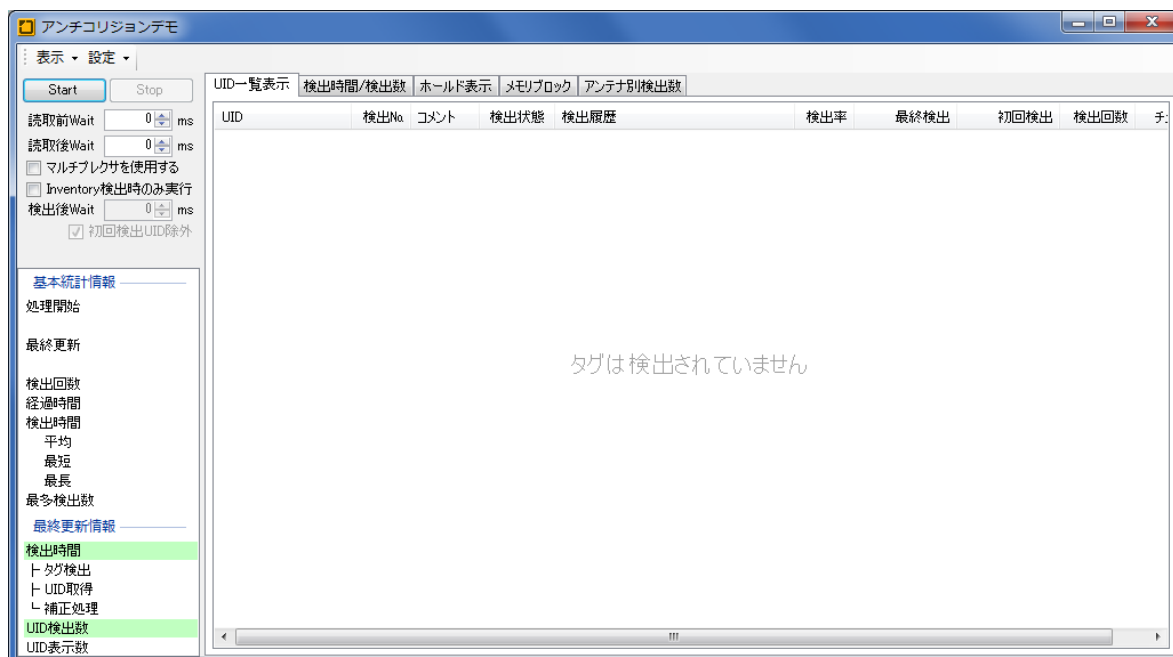 アンチコリジョンデモ
表示 設定
Start Stop
読取前Wait 0 ms
読取後Wait 0 ms
マルチプレクサを使用する
Inventory検出時のみ実行
検出後Wait 0 ms
初回検出UID除外
基本統計情報
処理開始
最終更新
検出回数
経過時間
検出時間
平均
最短
最長
最多検出数
最終更新情報
検出時間
├ タグ検出
├ UID取得
└ 補正処理
UID検出数
UID表示数
UID一覧表示 検出時間/検出数 ホールド表示 メモリブロック アンテナ別検出数
UID 検出No. コメント 検出状態 検出履歴 検出率 最終検出 初回検出 検出回数
タグは検出されていません